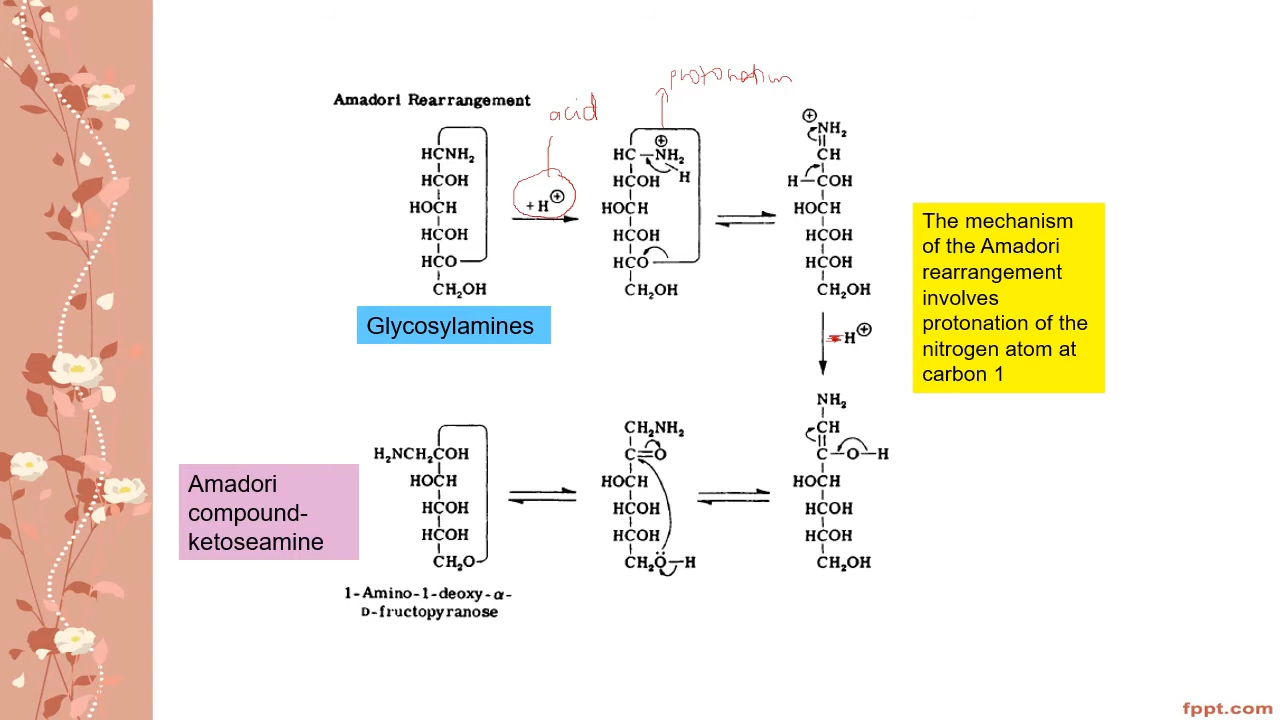 protonation
acid
Amadori Rearrangement
HCNH₂
HCOH
HOCH
HCOH
HCO
CH₂OH
+ H⊕
⊕
HC—NH₂
H
HCOH
HOCH
HCOH
HCO
CH₂OH
⊕
NH₂
CH
H—COH
HOCH
HCOH
HCOH
CH₂OH
Glycosylamines
-H⊕
The mechanism
of the Amadori
rearrangement
involves
protonation of the
nitrogen atom at
carbon 1
H₂NCH₂COH
HOCH
HCOH
HCOH
CH₂O
CH₂NH₂
C=O
HOCH
HCOH
HCOH
CH₂Ö—H
NH₂
CH
C—O—H
HOCH
HCOH
HCOH
CH₂OH
Amadori
compound-
ketoseamine
1-Amino-1-deoxy-α-
D-fructopyranose
fppt.com